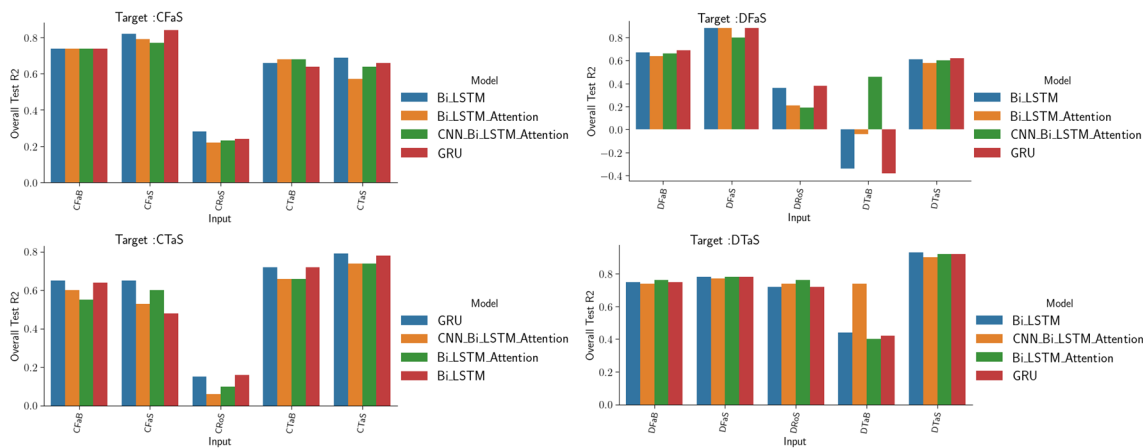 Target :CFaS
Overall Test R2
0.8
0.6
0.4
0.2
0.0
CFaB
CFaS
CRoS
CTaB
CTaS
Input
Model
Bi_LSTM
Bi_LSTM_Attention
CNN_Bi_LSTM_Attention
GRU
Target :DFaS
Overall Test R2
0.8
0.6
0.4
0.2
0.0
−0.2
−0.4
DFaB
DFaS
DRoS
DTaB
DTaS
Input
Model
Bi_LSTM
Bi_LSTM_Attention
CNN_Bi_LSTM_Attention
GRU
Target :CTaS
Overall Test R2
0.8
0.6
0.4
0.2
0.0
CFaB
CFaS
CRoS
CTaB
CTaS
Input
Model
GRU
CNN_Bi_LSTM_Attention
Bi_LSTM_Attention
Bi_LSTM
Target :DTaS
Overall Test R2
0.8
0.6
0.4
0.2
0.0
DFaB
DFaS
DRoS
DTaB
DTaS
Input
Model
Bi_LSTM
CNN_Bi_LSTM_Attention
Bi_LSTM_Attention
GRU